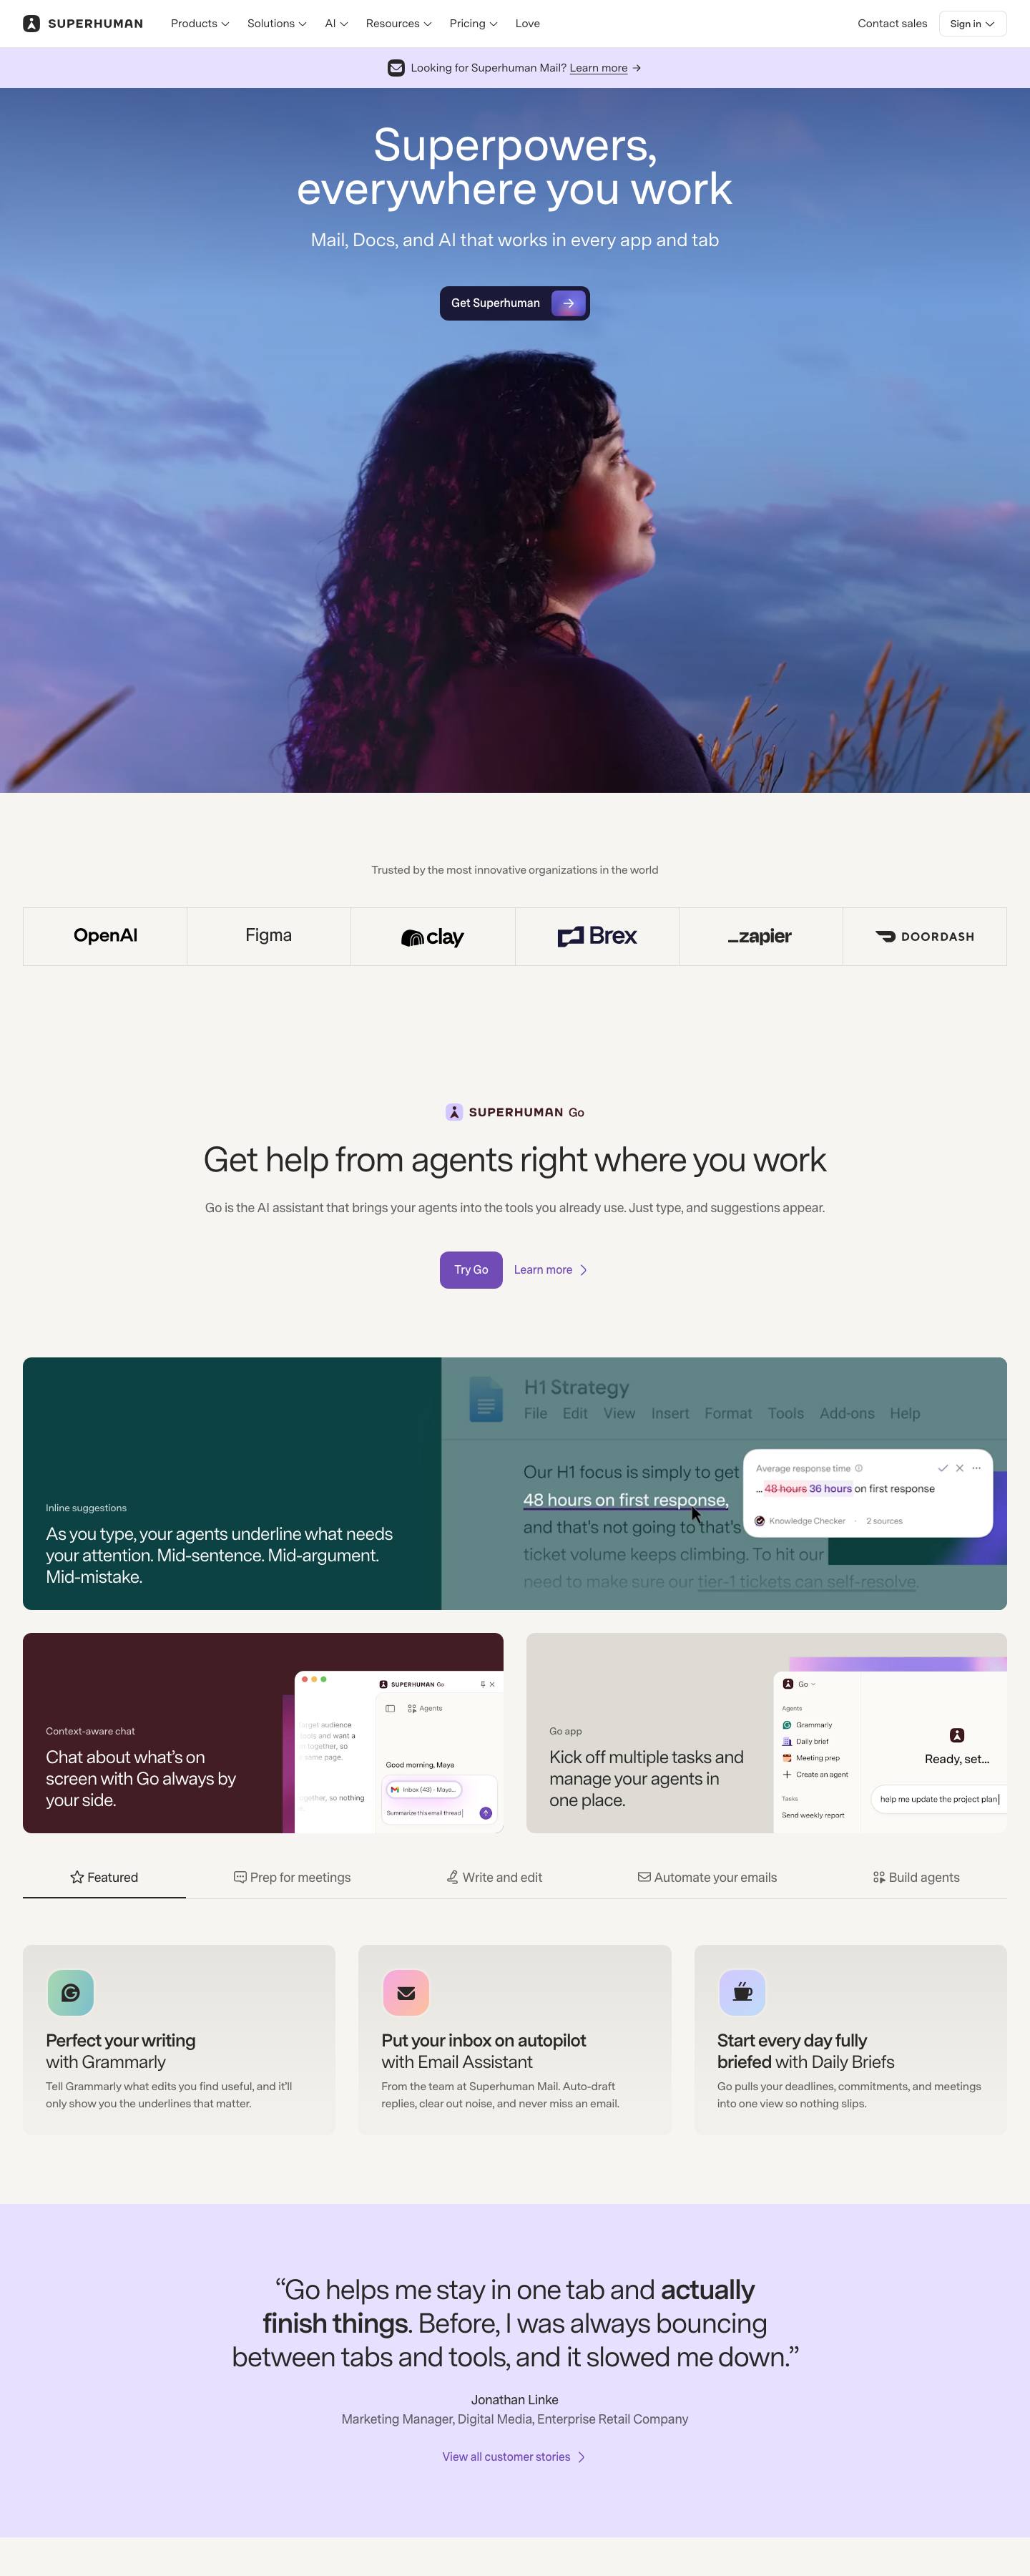 SUPERHUMAN
Products
Solutions
AI
Resources
Pricing
Love
Contact sales
Sign in
Looking for Superhuman Mail? Learn more →
Superpowers,
everywhere you work
Mail, Docs, and AI that works in every app and tab
Get Superhuman →
Trusted by the most innovative organizations in the world
OpenAI
Figma
clay
Brex
_zapier
DOORDASH
SUPERHUMAN Go
Get help from agents right where you work
Go is the AI assistant that brings your agents into the tools you already use. Just type, and suggestions appear.
Try Go
Learn more
Inline suggestions
As you type, your agents underline what needs
your attention. Mid-sentence. Mid-argument.
Mid-mistake.
H1 Strategy
File Edit View Insert Format Tools Add-ons Help
Our H1 focus is simply to get
48 hours on first response,
and that's not going to that's
ticket volume keeps climbing. To hit our
need to make sure our tier-1 tickets can self-resolve.
Average response time
... 48 hours 36 hours on first response
Knowledge Checker · 2 sources
Context-aware chat
Chat about what's on
screen with Go always by
your side.
target audience
tools and want a
together, so
same page.
together, so nothing
SUPERHUMAN Go
Agents
Good morning, Maya
Inbox (43) - Maya...
Summarize this email thread
Go app
Kick off multiple tasks and
manage your agents in
one place.
Go
Agents
Grammarly
Daily brief
Meeting prep
Create an agent
Tasks
Send weekly report
Ready, set...
help me update the project plan
Featured
Prep for meetings
Write and edit
Automate your emails
Build agents
Perfect your writing
with Grammarly
Tell Grammarly what edits you find useful, and it'll
only show you the underlines that matter.
Put your inbox on autopilot
with Email Assistant
From the team at Superhuman Mail. Auto-draft
replies, clear out noise, and never miss an email.
Start every day fully
briefed with Daily Briefs
Go pulls your deadlines, commitments, and meetings
into one view so nothing slips.
“Go helps me stay in one tab and actually
finish things. Before, I was always bouncing
between tabs and tools, and it slowed me down.”
Jonathan Linke
Marketing Manager, Digital Media, Enterprise Retail Company
View all customer stories